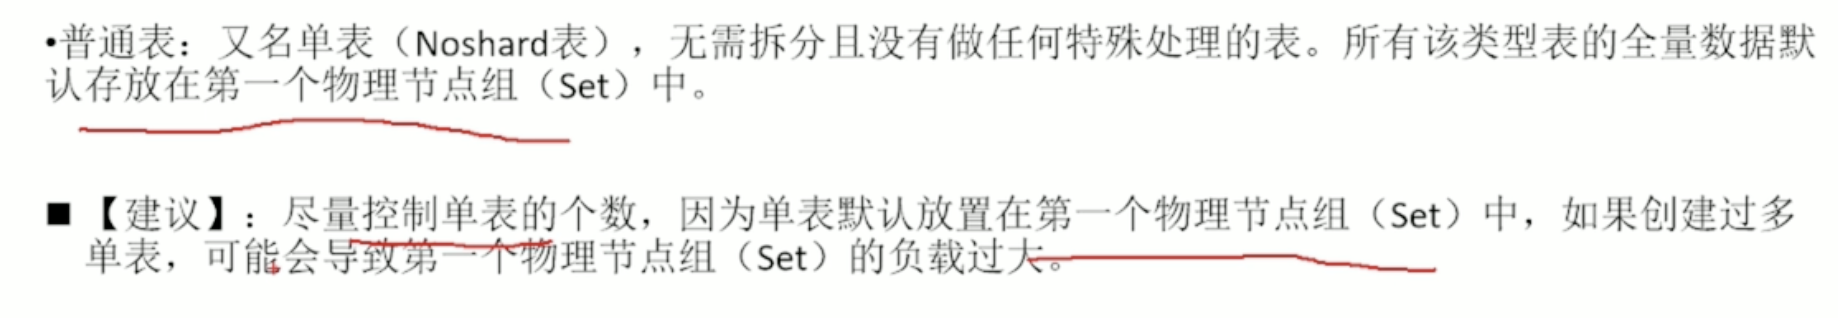 •普通表：又名单表（Noshard表），无需拆分且没有做任何特殊处理的表。所有该类型表的全量数据默
认存放在第一个物理节点组（Set）中。
■ 【建议】：尽量控制单表的个数，因为单表默认放置在第一个物理节点组（Set）中，如果创建过多
单表，可能会导致第一个物理节点组（Set）的负载过大。